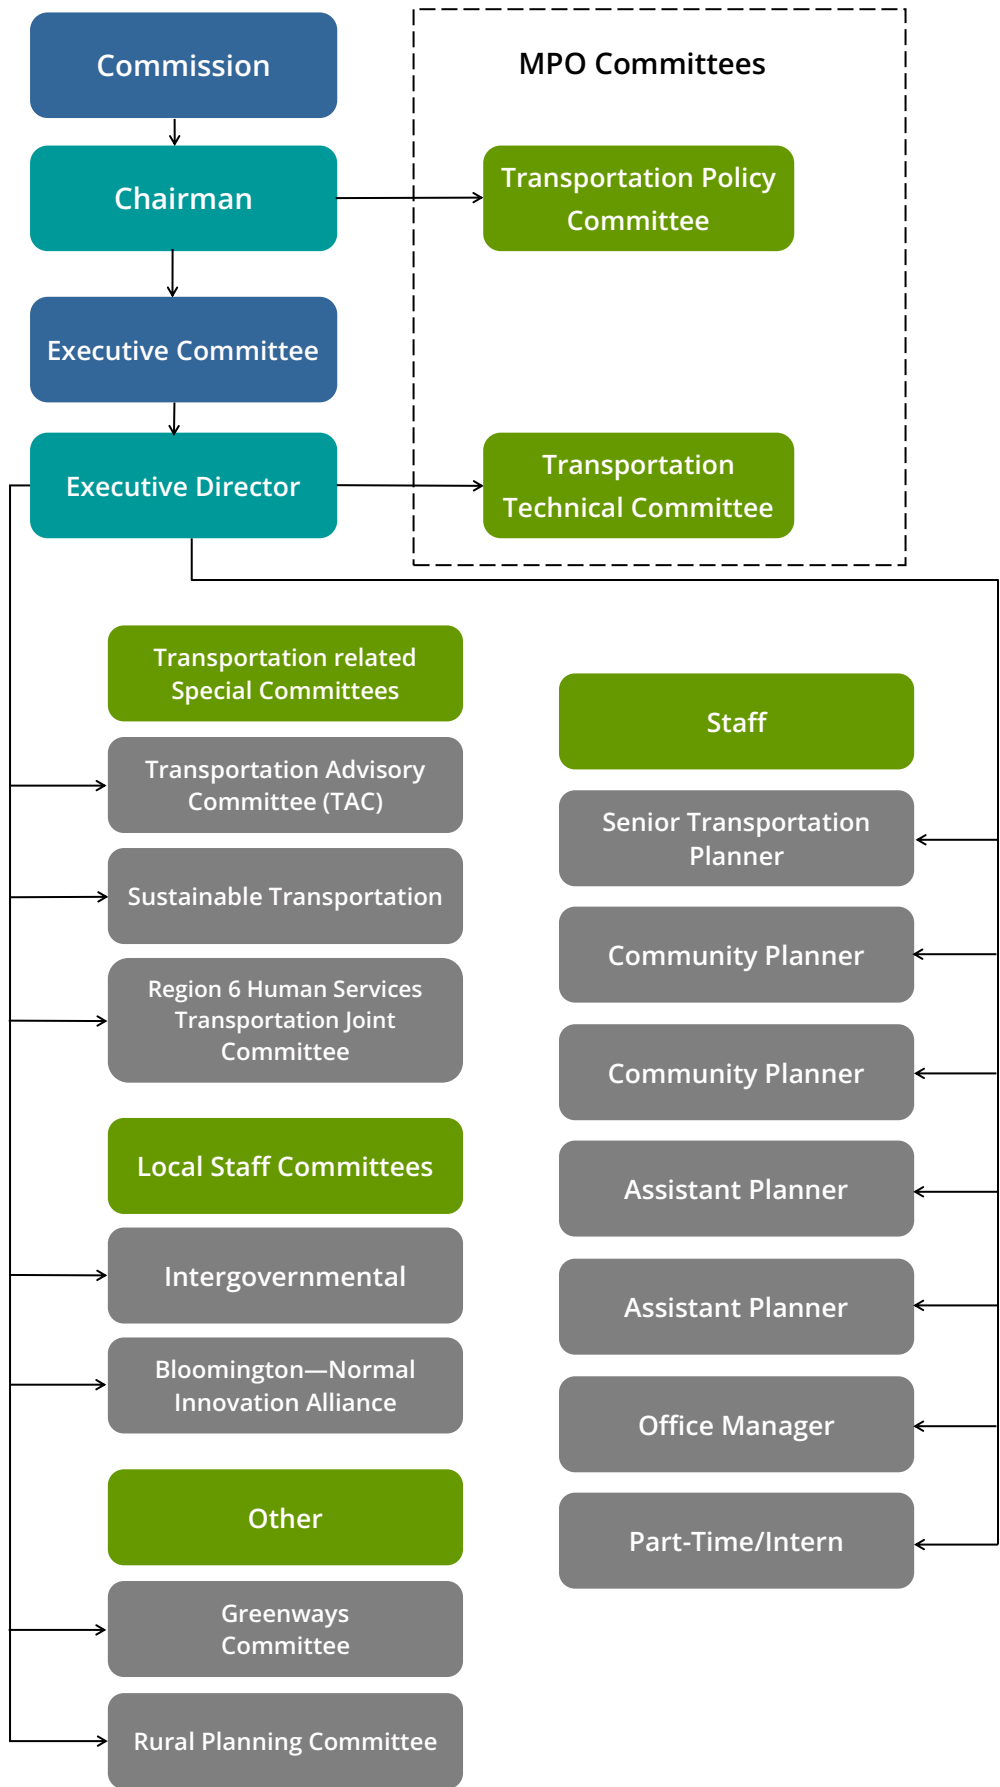 Commission
MPO Committees
Chairman
Transportation Policy
Committee
Executive Committee
Executive Director
Transportation
Technical Committee
Transportation related
Special Committees
Transportation Advisory
Committee (TAC)
Sustainable Transportation
Region 6 Human Services
Transportation Joint
Committee
Local Staff Committees
Intergovernmental
Bloomington—Normal
Innovation Alliance
Other
Greenways
Committee
Rural Planning Committee
Staff
Senior Transportation
Planner
Community Planner
Community Planner
Assistant Planner
Assistant Planner
Office Manager
Part-Time/Intern